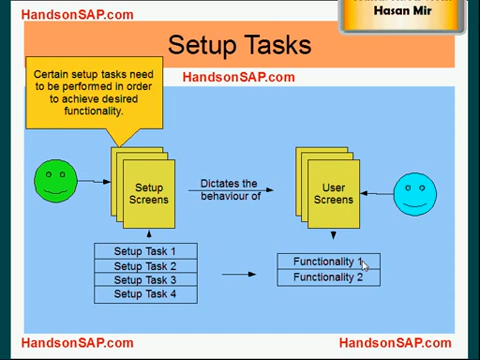 HandsonSAP.com
Hasan Mir
Setup Tasks
HandsonSAP.com
Certain setup tasks need
to be performed in order
to achieve desired
functionality.
Setup
Screens
Dictates the
behaviour of
User
Screens
Setup Task 1
Setup Task 2
Setup Task 3
Setup Task 4
Functionality 1
Functionality 2
HandsonSAP.com
HandsonSAP.com